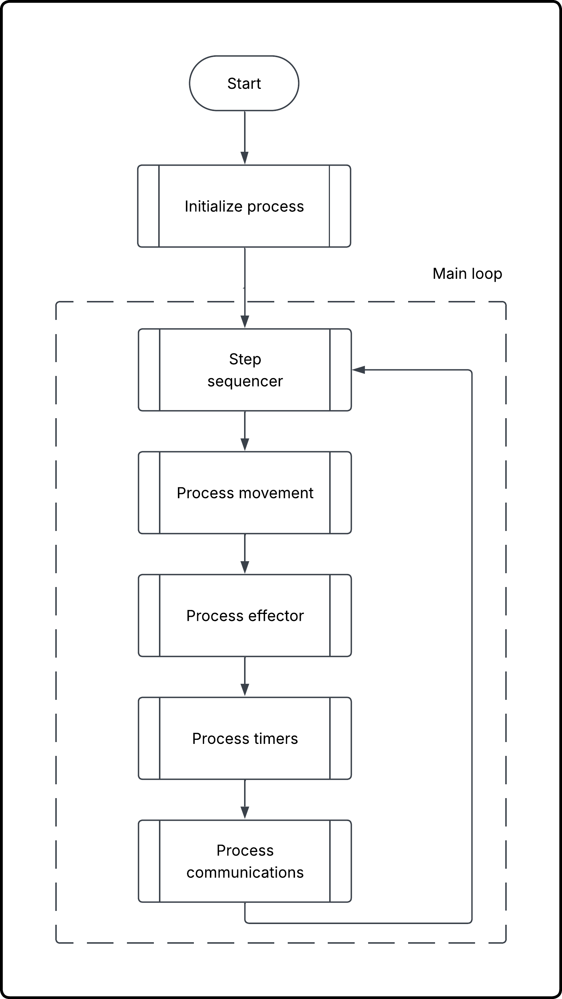 Start
Initialize process
Main loop
Step
sequencer
Process movement
Process effector
Process timers
Process
communications